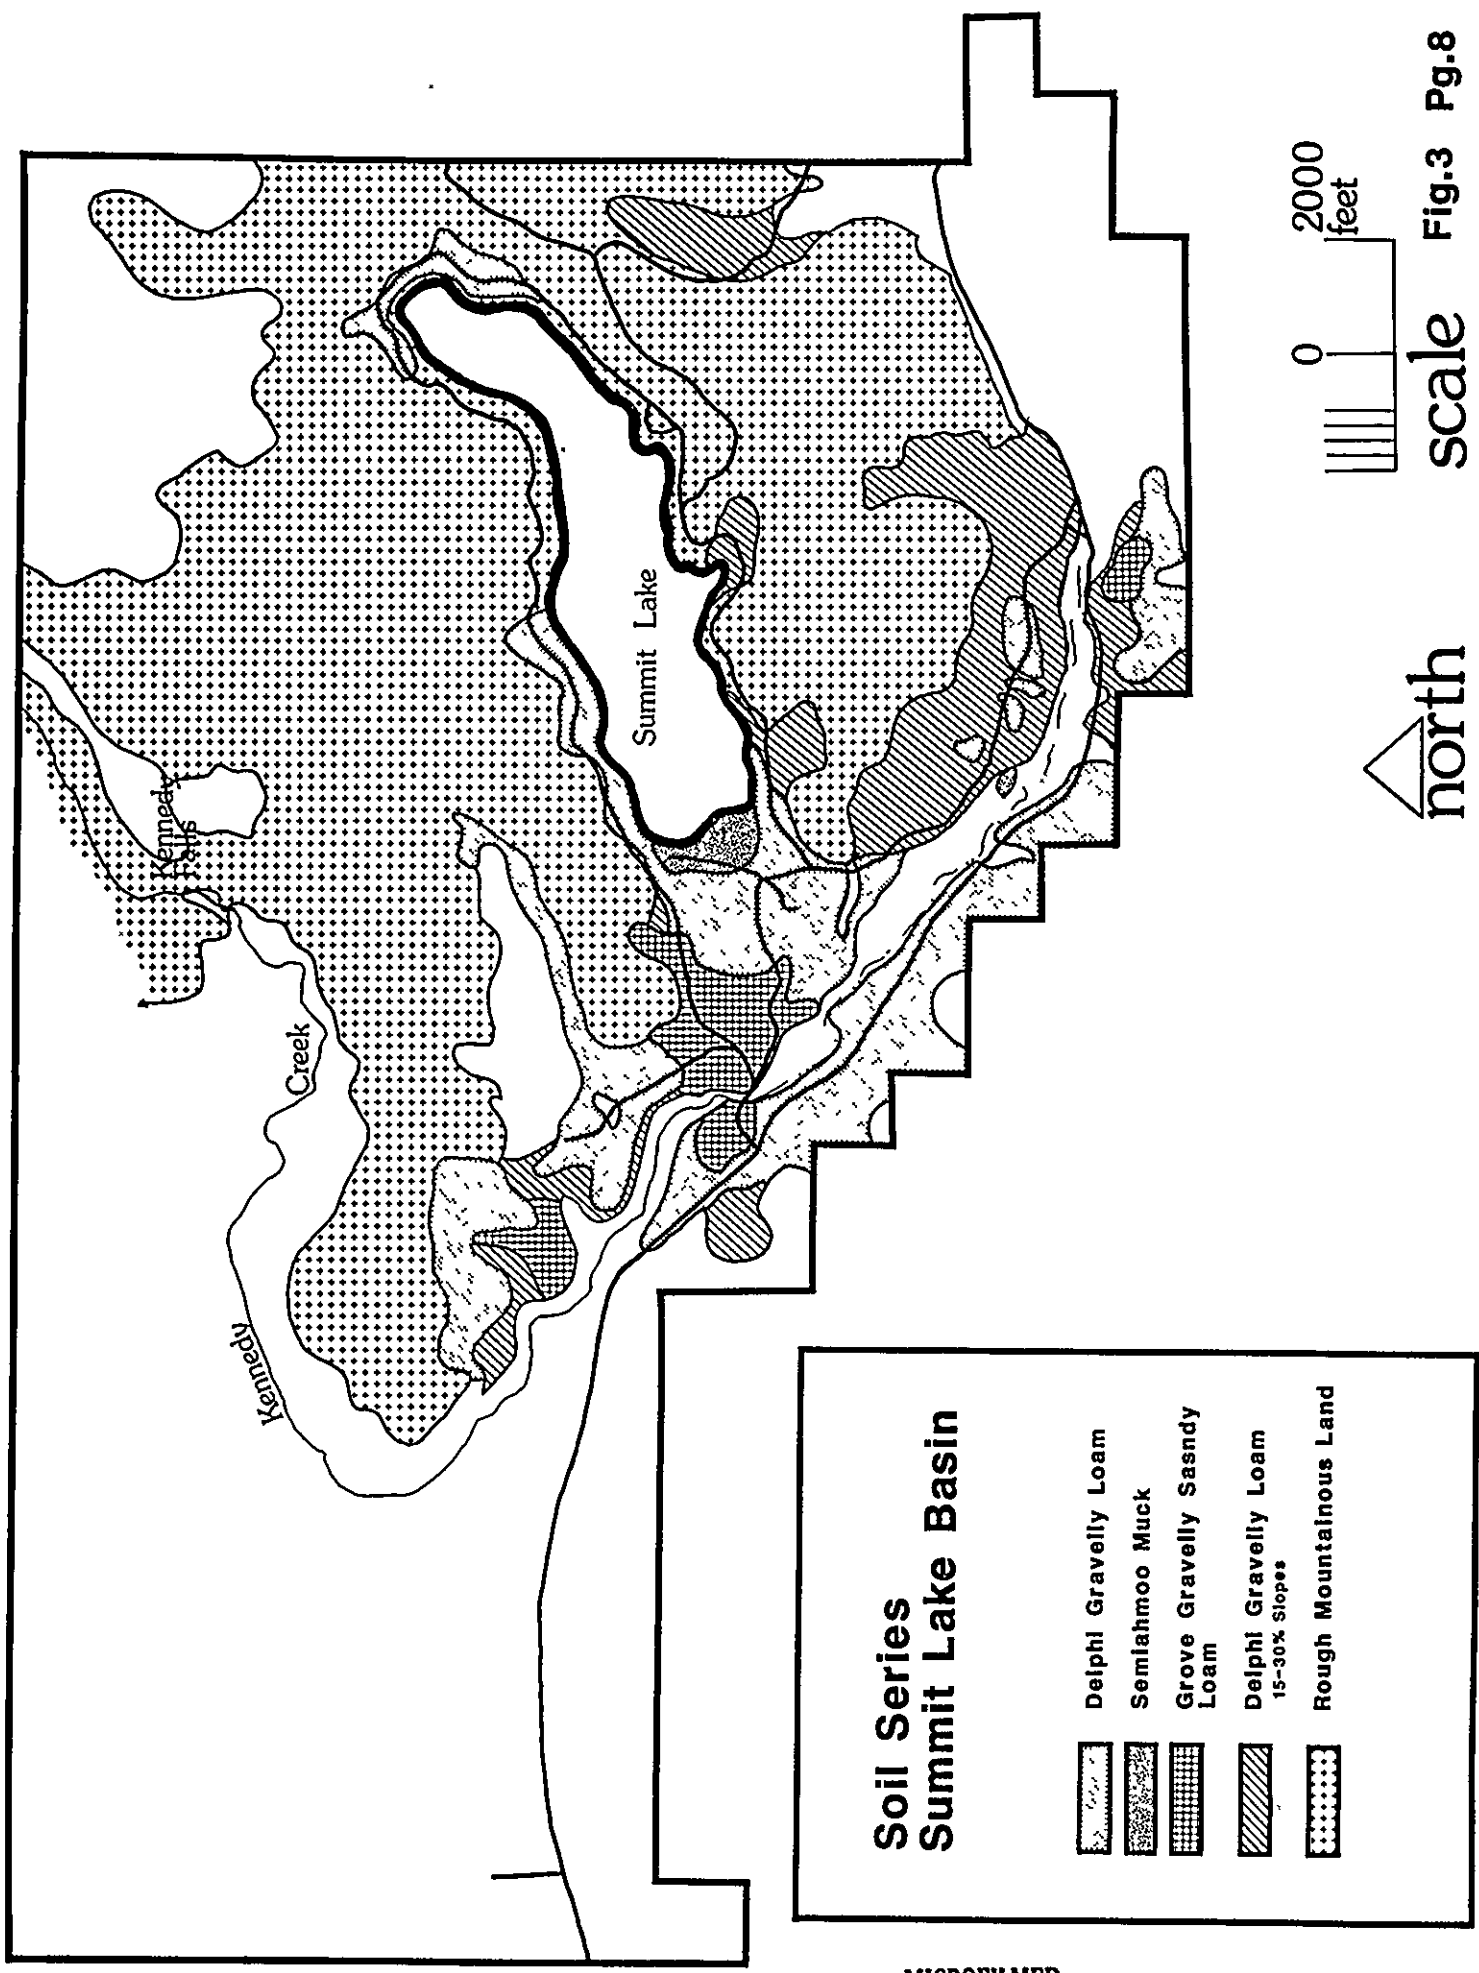 Kennedy
Creek
Kennedy
Falls
Summit Lake
Soil Series
Summit Lake Basin
Delphi Gravelly Loam
Semiahmoo Muck
Grove Gravelly Sasndy
Loam
Delphi Gravelly Loam
15-30% Slopes
Rough Mountainous Land
north
scale
0
2000
feet
Fig.3 Pg.8